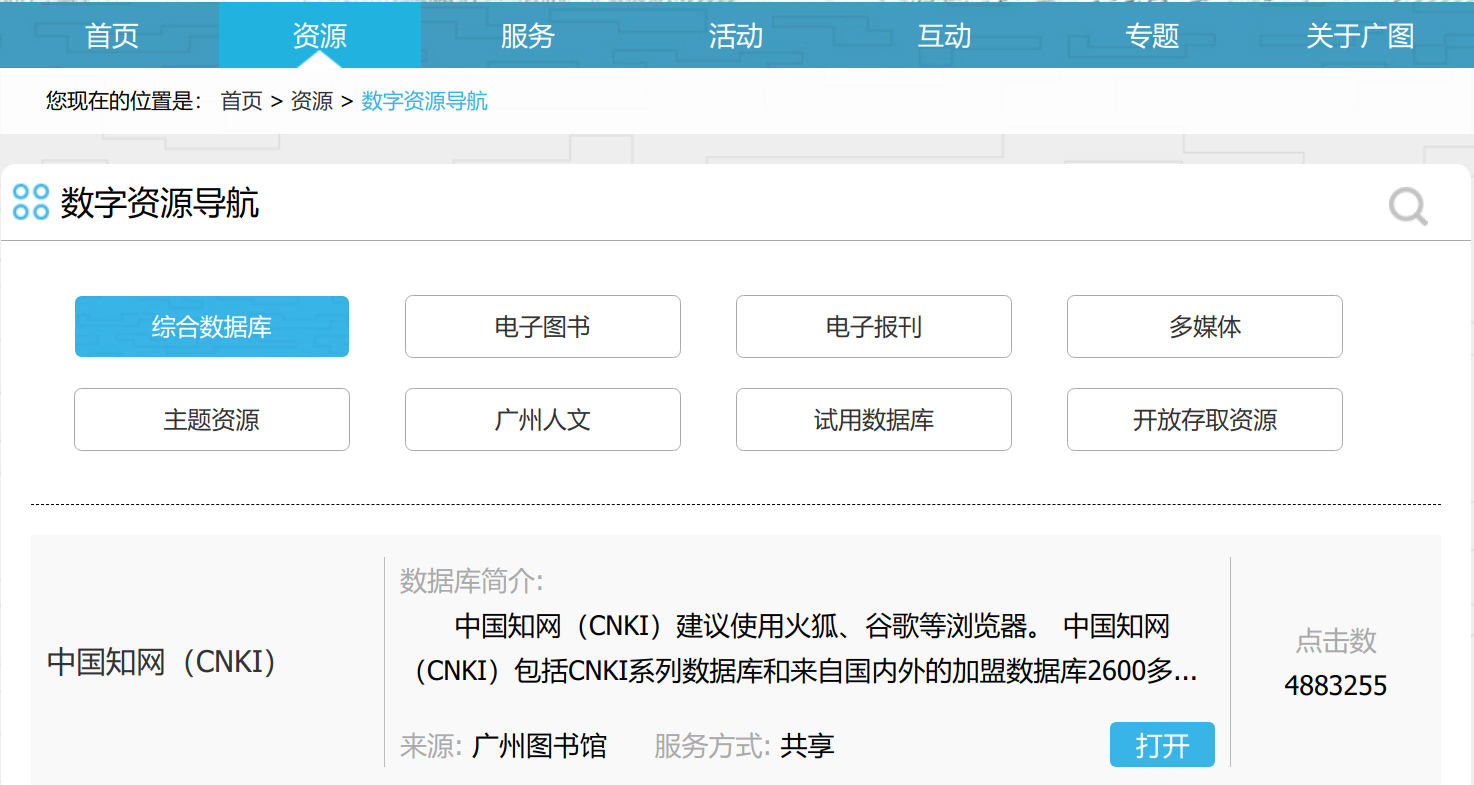 首页 资源 服务 活动 互动 专题 关于广图
您现在的位置是： 首页 > 资源 > 数字资源导航
数字资源导航
综合数据库 电子图书 电子报刊 多媒体
主题资源 广州人文 试用数据库 开放存取资源
中国知网（CNKI）
数据库简介:
中国知网（CNKI）建议使用火狐、谷歌等浏览器。 中国知网
（CNKI）包括CNKI系列数据库和来自国内外的加盟数据库2600多...
来源: 广州图书馆 服务方式: 共享
打开
点击数
4883255